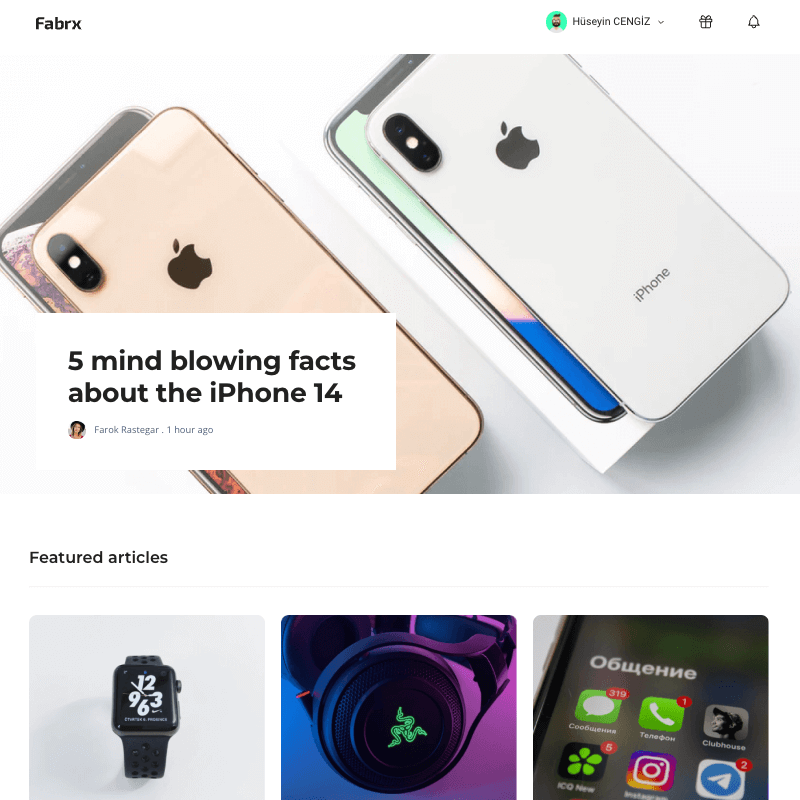 Fabrx
Hüseyin CENGİZ
iPhone
5 mind blowing facts
about the iPhone 14
Farok Rastegar . 1 hour ago
Featured articles
12
9 6 3
Общение
319
1
Сообщения
Телефон
Clubhouse
5
2
ICQ New
Instagram